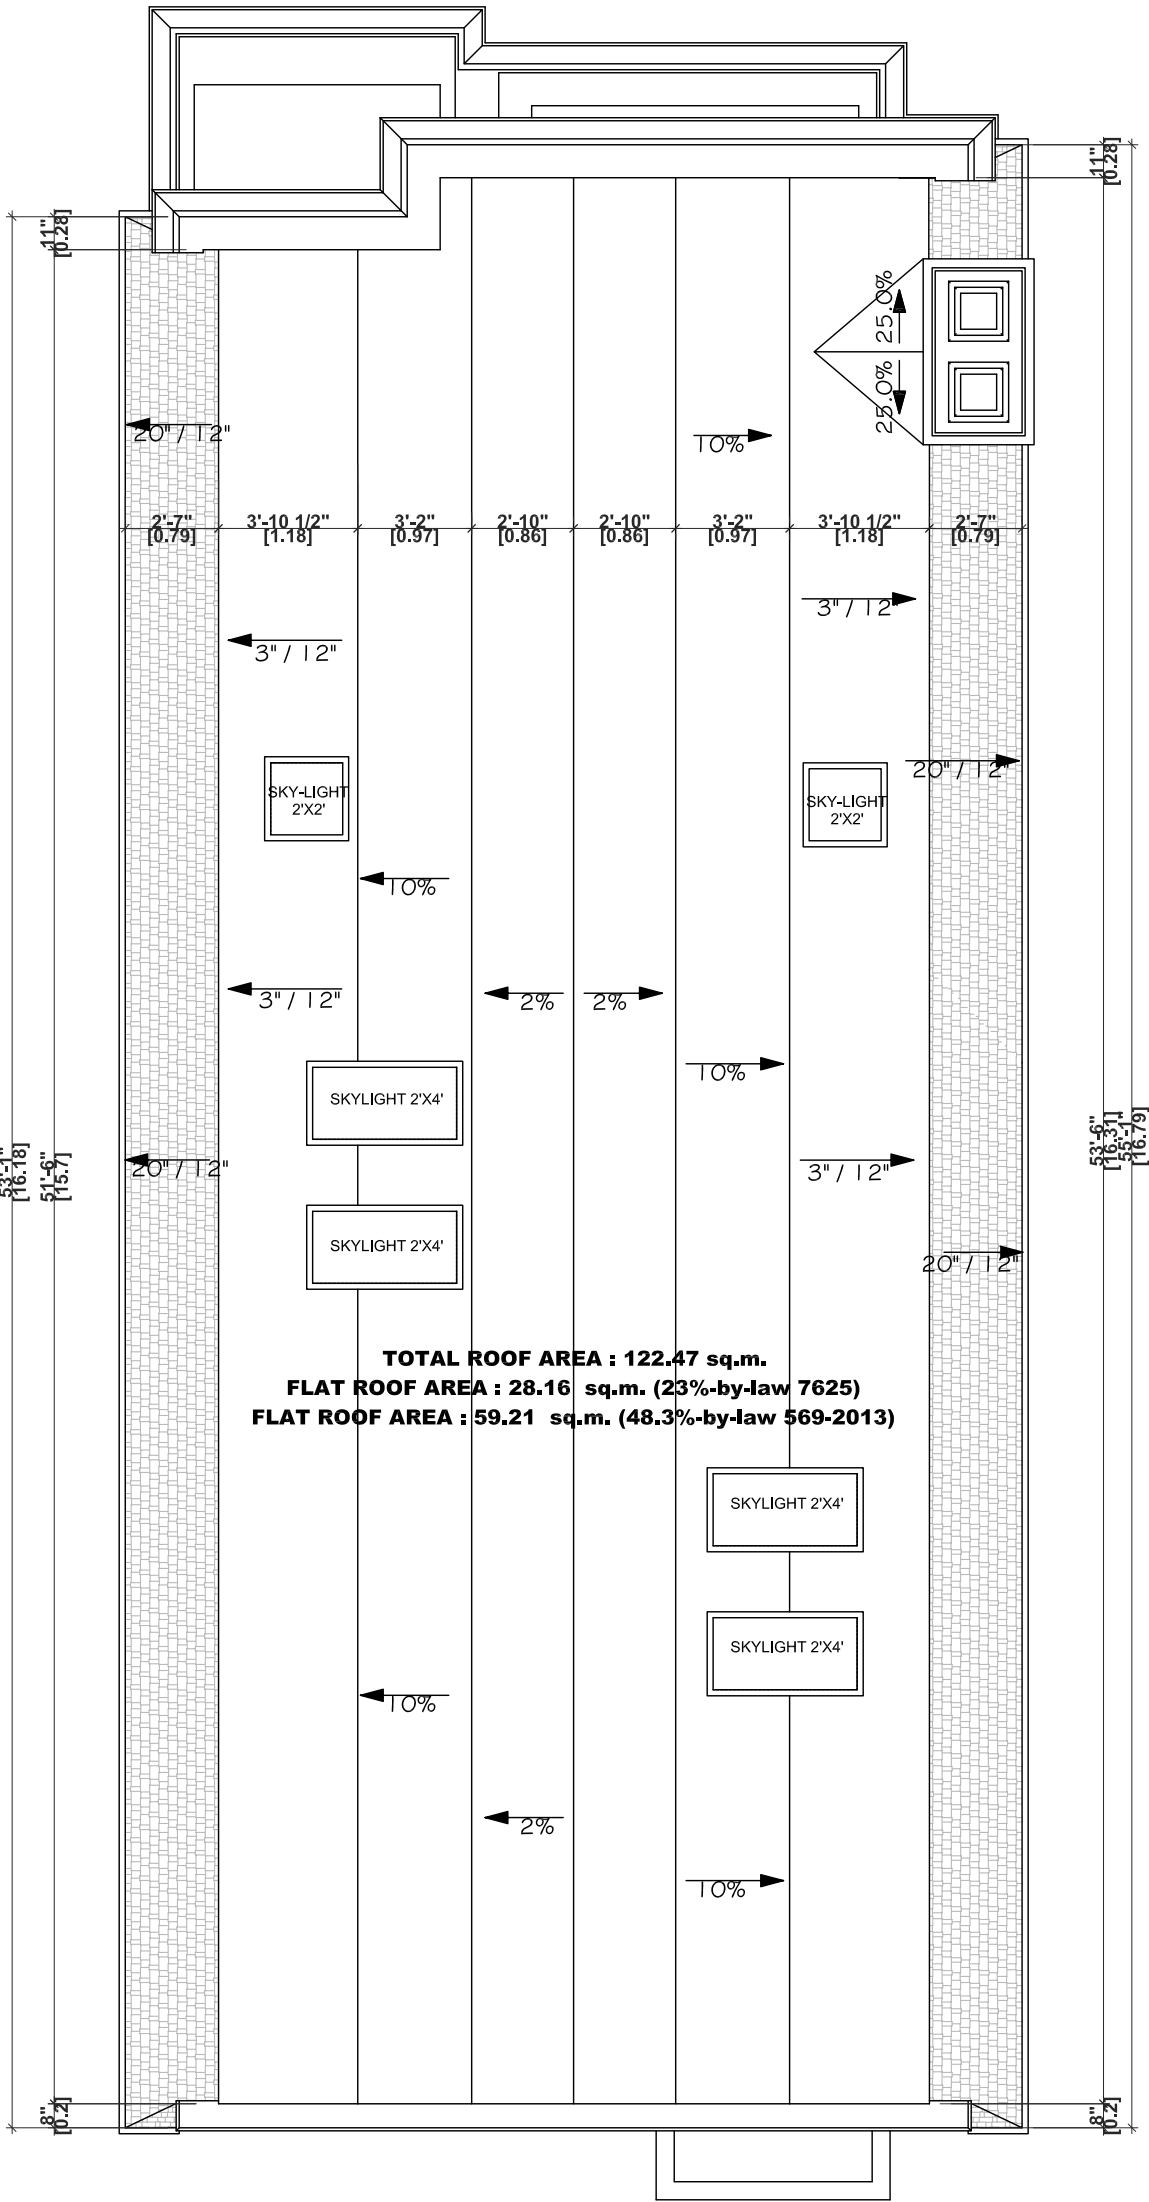 11"
[0.28]
11"
[0.28]
25.0%
25.0%
20" / 12"
10%
2'-7"
[0.79]
3'-10 1/2"
[1.18]
3'-2"
[0.97]
2'-10"
[0.86]
2'-10"
[0.86]
3'-2"
[0.97]
3'-10 1/2"
[1.18]
2'-7"
[0.79]
3" / 12"
3" / 12"
SKY-LIGHT
2'X2'
20" / 12"
SKY-LIGHT
2'X2'
10%
3" / 12"
2%
2%
10%
SKYLIGHT 2'X4'
53'-1"
[16.18]
51'-6"
[15.7]
20" / 12"
3" / 12"
53'-6"
[16.31]
55'-1"
[16.79]
SKYLIGHT 2'X4'
20" / 12"
TOTAL ROOF AREA : 122.47 sq.m.
FLAT ROOF AREA : 28.16 sq.m. (23%-by-law 7625)
FLAT ROOF AREA : 59.21 sq.m. (48.3%-by-law 569-2013)
SKYLIGHT 2'X4'
SKYLIGHT 2'X4'
10%
2%
10%
8"
[0.2]
8"
[0.2]